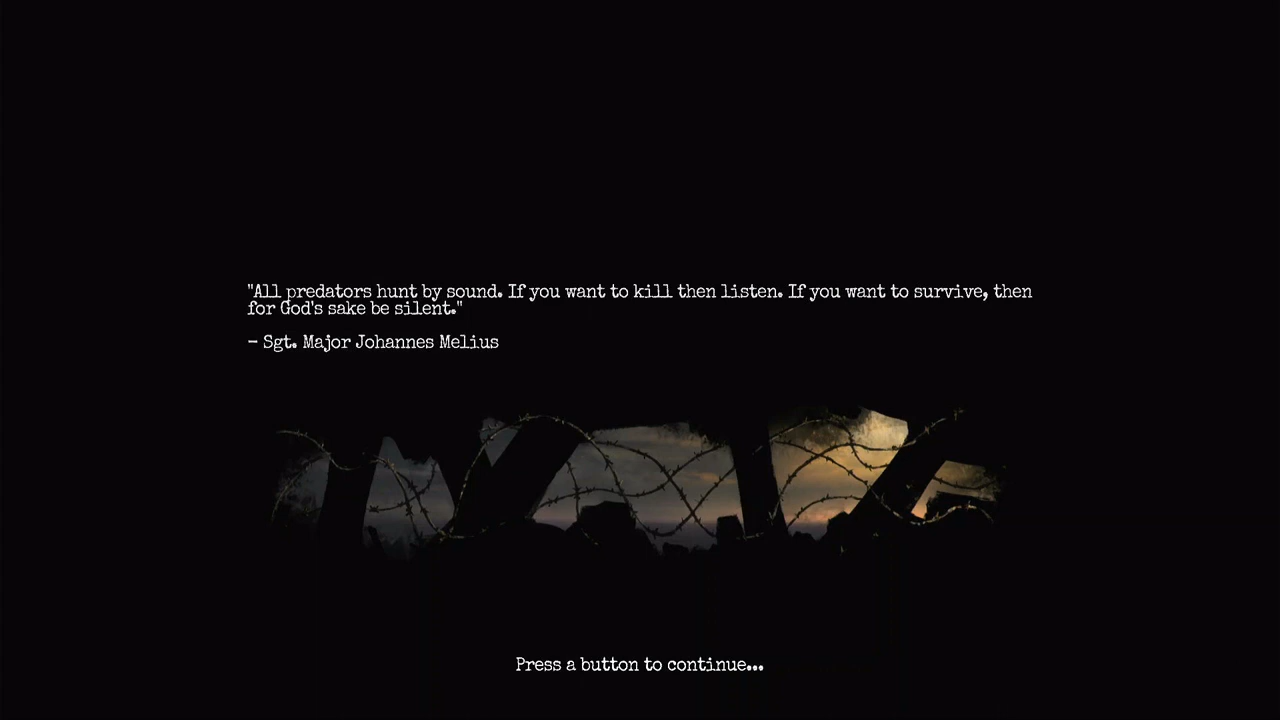 "All predators hunt by sound. If you want to kill then listen. If you want to survive, then
for God's sake be silent."
- Sgt. Major Johannes Melius
Press a button to continue...